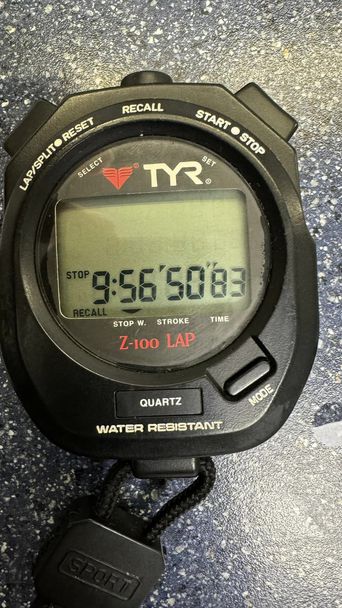 RECALL
LAP/SPLIT●RESET
START●STOP
SELECT
SET
TYR®
STOP 9:56'50"83
RECALL
STOP W. STROKE TIME
Z-100 LAP
QUARTZ
MODE
WATER RESISTANT
SPORT